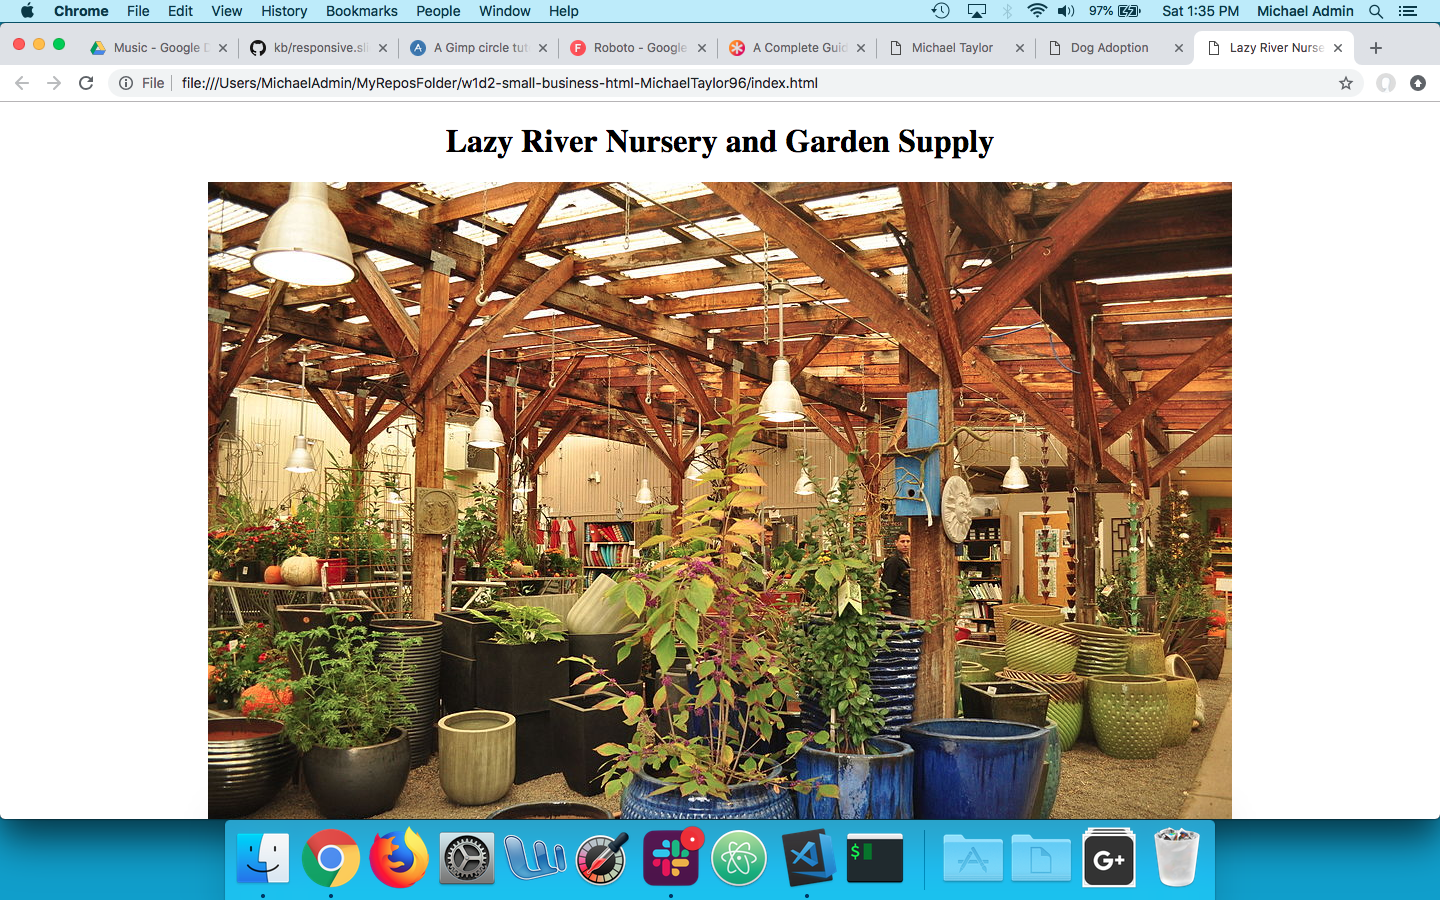 Chrome File Edit View History Bookmarks People Window Help 97% Sat 1:35 PM Michael Admin
Music - Google D kb/responsive.sli A Gimp circle tut Roboto - Google A Complete Guid Michael Taylor Dog Adoption Lazy River Nurse
File file:///Users/MichaelAdmin/MyReposFolder/w1d2-small-business-html-MichaelTaylor96/index.html
Lazy River Nursery and Garden Supply
$
G+